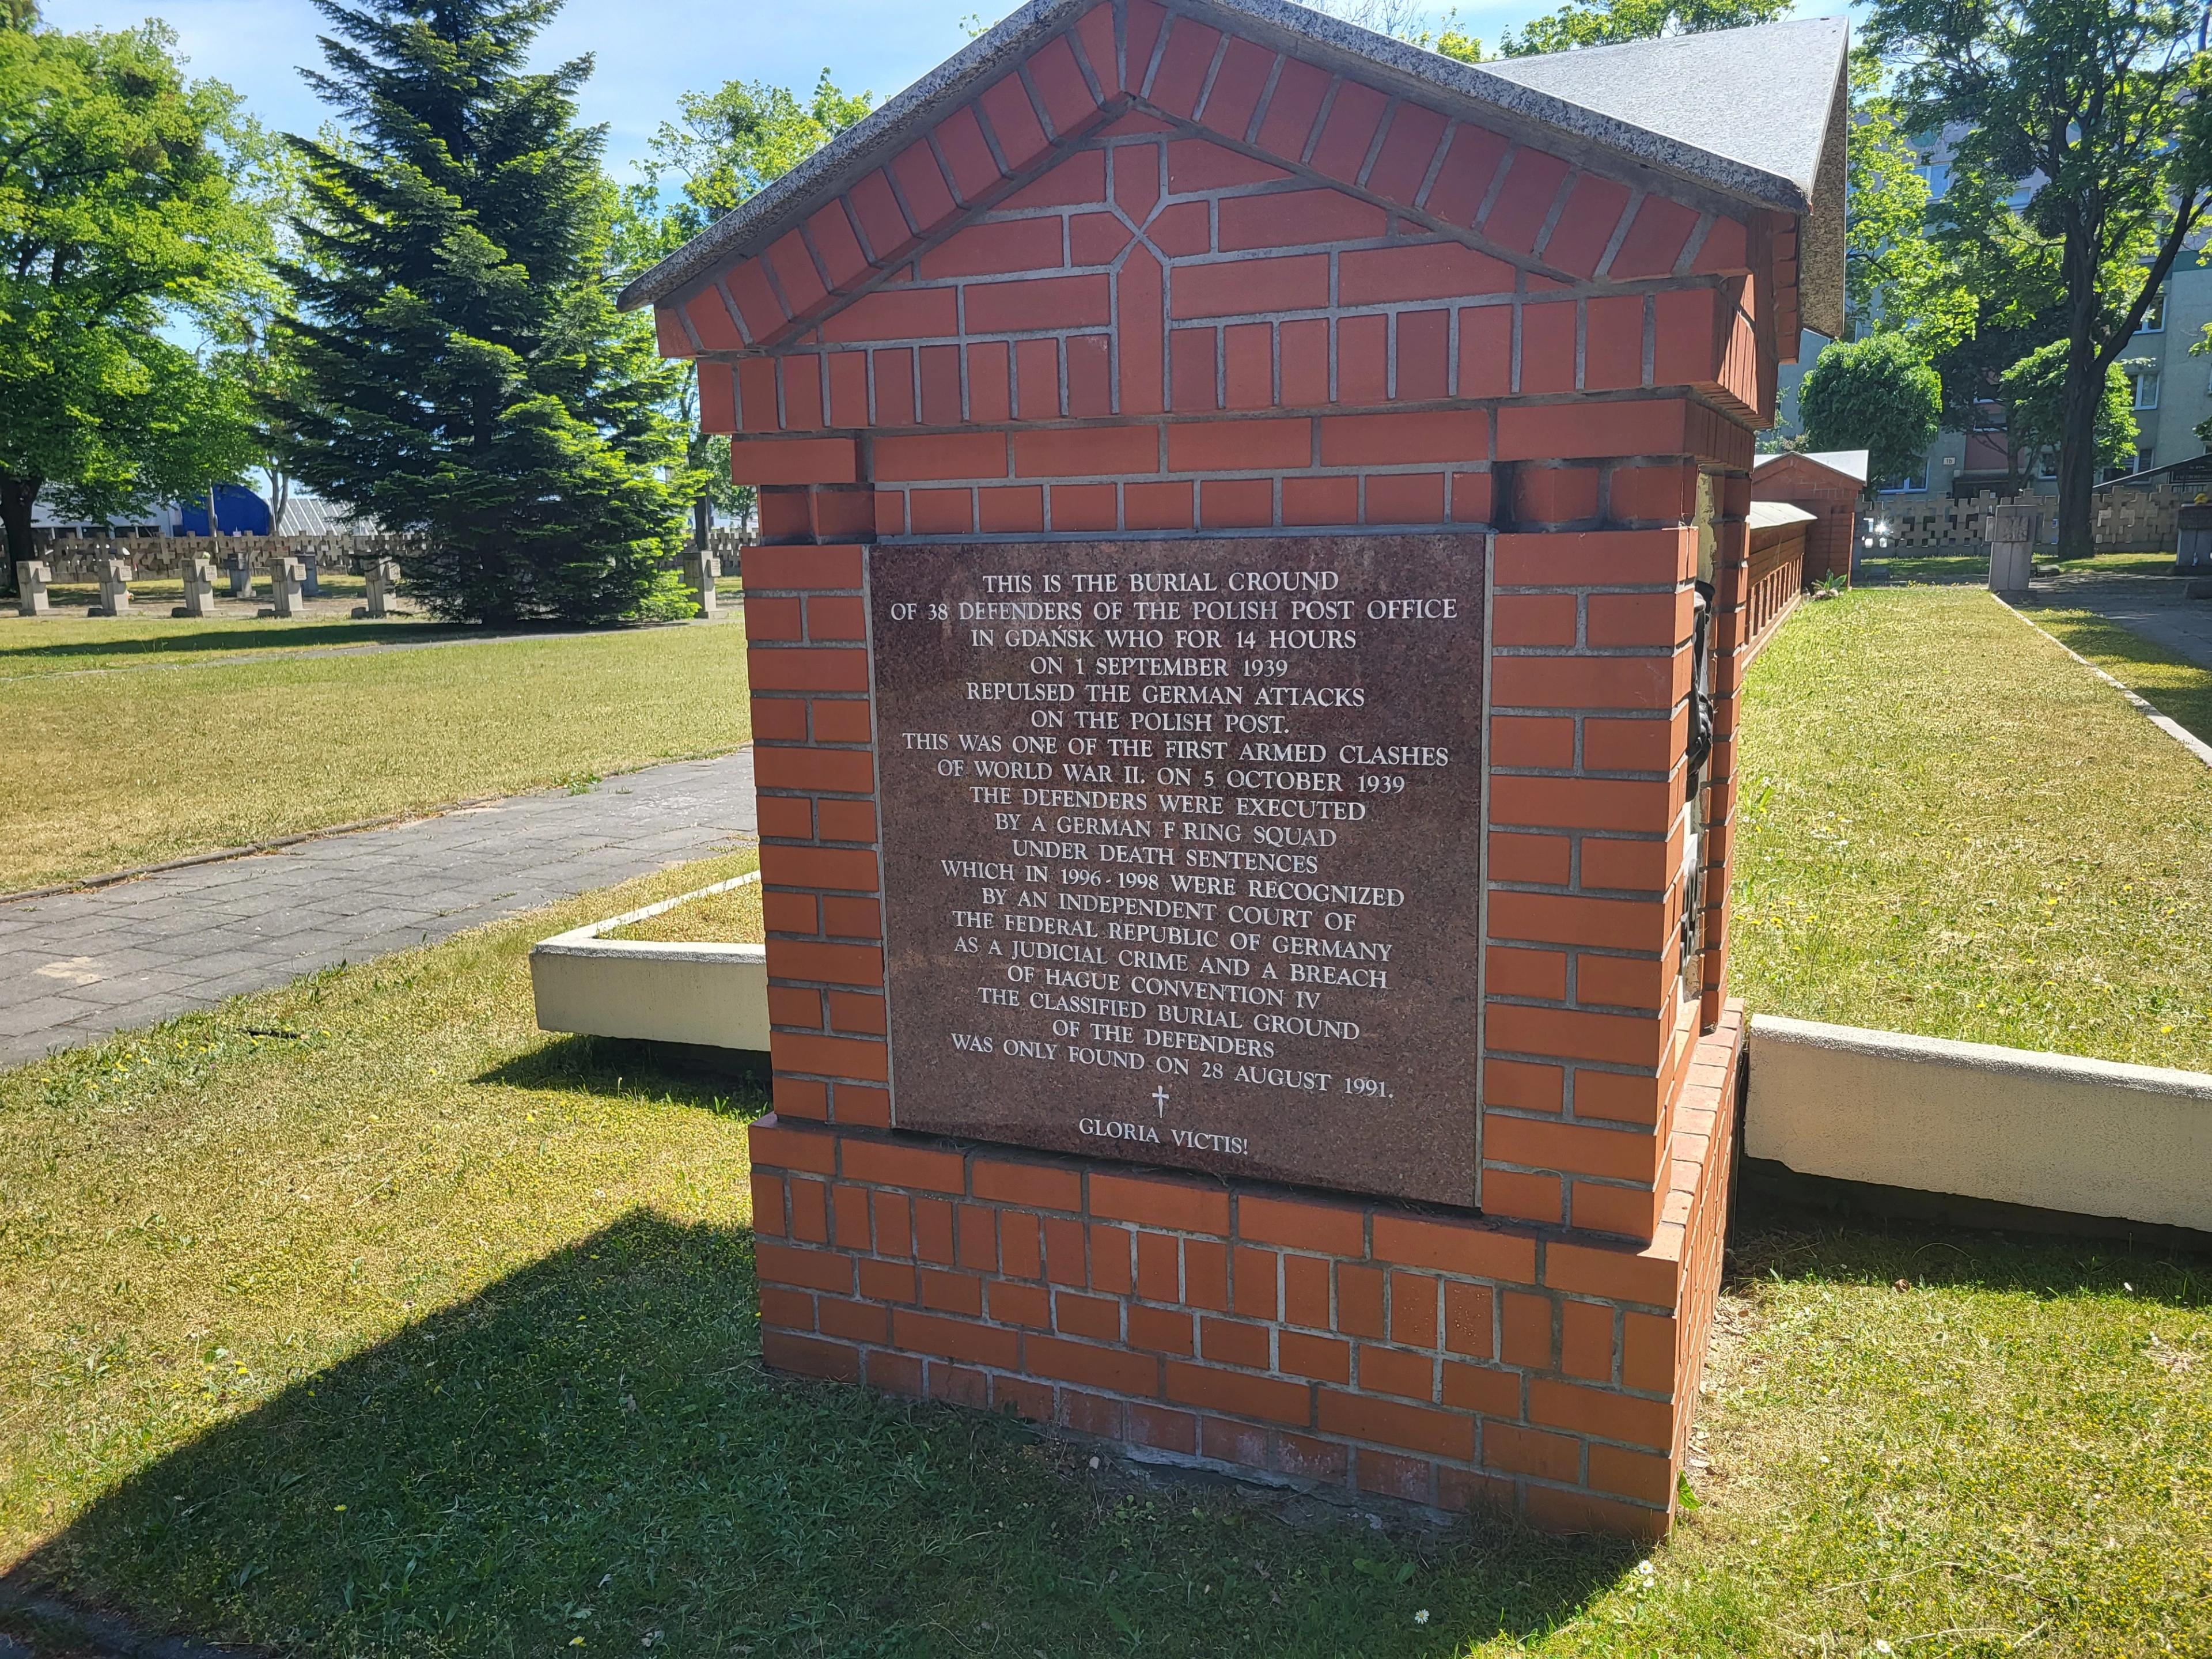 THIS IS THE BURIAL GROUND
OF 38 DEFENDERS OF THE POLISH POST OFFICE
IN GDAŃSK WHO FOR 14 HOURS
ON 1 SEPTEMBER 1939
REPULSED THE GERMAN ATTACKS
ON THE POLISH POST.
THIS WAS ONE OF THE FIRST ARMED CLASHES
OF WORLD WAR II. ON 5 OCTOBER 1939
THE DEFENDERS WERE EXECUTED
BY A GERMAN F RING SQUAD
UNDER DEATH SENTENCES
WHICH IN 1996-1998 WERE RECOGNIZED
BY AN INDEPENDENT COURT OF
THE FEDERAL REPUBLIC OF GERMANY
AS A JUDICIAL CRIME AND A BREACH
OF HAGUE CONVENTION IV
THE CLASSIFIED BURIAL GROUND
OF THE DEFENDERS
WAS ONLY FOUND ON 28 AUGUST 1991.
GLORIA VICTIS!